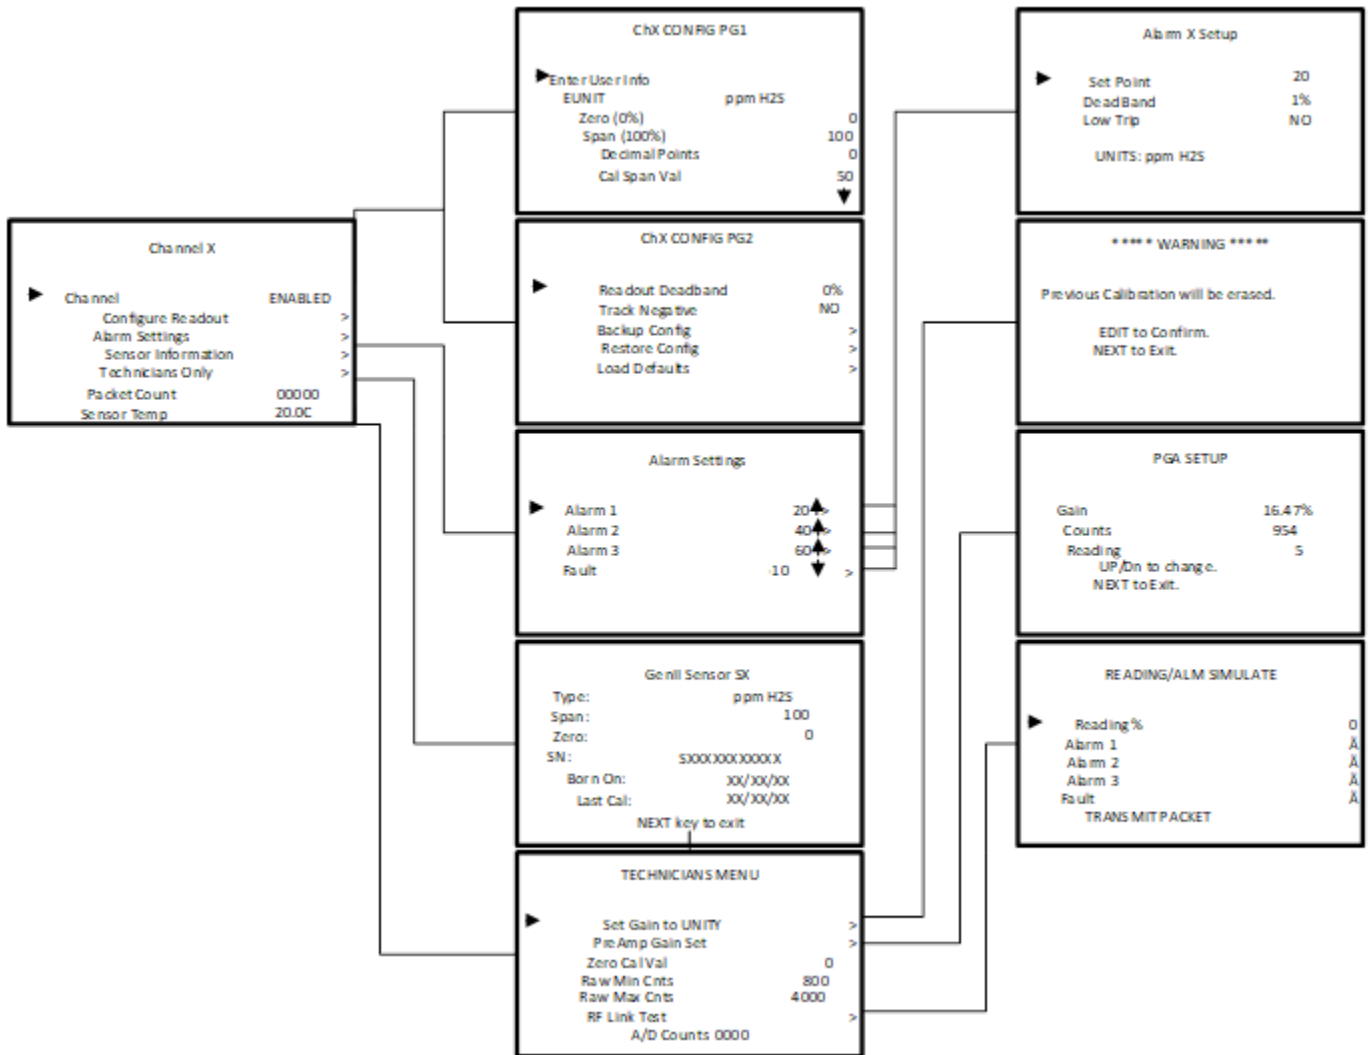 Channel X
Channel ENABLED
Configure Readout >
Alarm Settings >
Sensor Information >
Technicians Only >
Packet Count 00000
Sensor Temp 20.0C
ChX CONFIG PG1
Enter User Info
EUNIT ppm H2S
Zero (0%) 0
Span (100%) 100
Decimal Points 0
Cal Span Val 50
ChX CONFIG PG2
Readout Deadband 0%
Track Negative NO
Backup Config >
Restore Config >
Load Defaults >
Alarm Settings
Alarm 1 20 >
Alarm 2 40 >
Alarm 3 60 >
Fault -10 >
GenII Sensor SX
Type: ppm H2S
Span: 100
Zero: 0
SN: SXXXXXXXXXXX
Born On: XX/XX/XX
Last Cal: XX/XX/XX
NEXT key to exit
TECHNICIANS MENU
Set Gain to UNITY >
PreAmp Gain Set >
Zero Cal Val 0
Raw Min Cnts 800
Raw Max Cnts 4000
RF Link Test >
A/D Counts 0000
Alarm X Setup
Set Point 20
DeadBand 1%
Low Trip NO
UNITS: ppm H2S
***** WARNING *****
Previous Calibration will be erased.
EDIT to Confirm.
NEXT to Exit.
PGA SETUP
Gain 16.47%
Counts 954
Reading 5
UP/Dn to change.
NEXT to Exit.
READING/ALM SIMULATE
Reading % 0
Alarm 1 Ã
Alarm 2 Ã
Alarm 3 Ã
Fault Ã
TRANSMIT PACKET